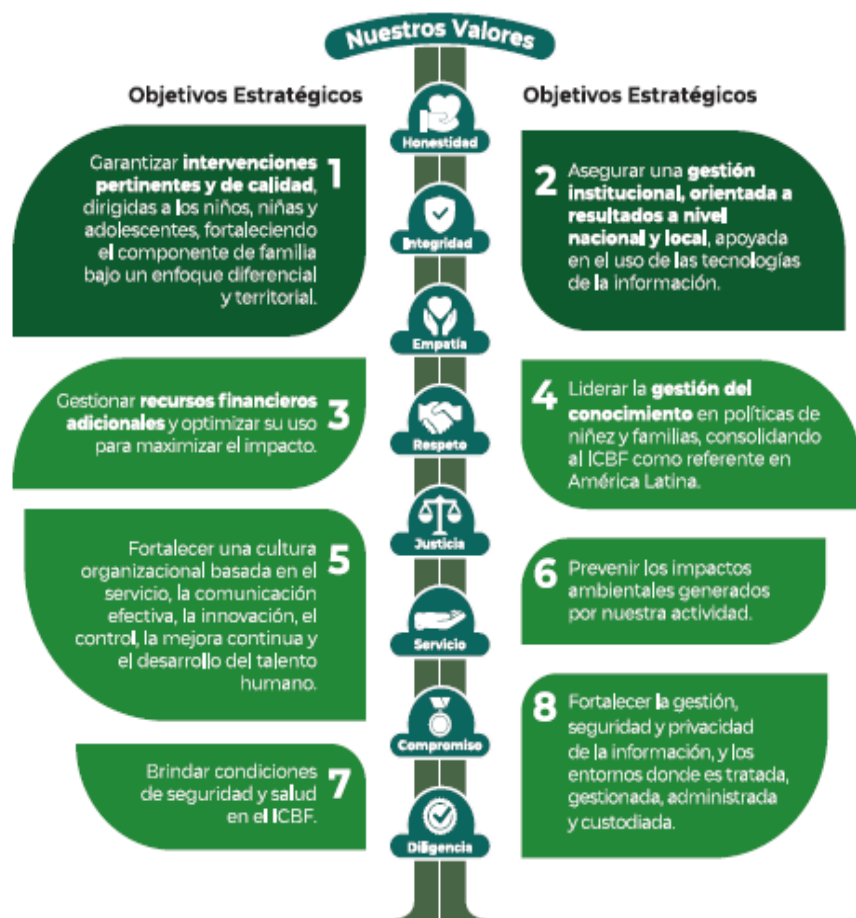 Nuestros Valores
Objetivos Estratégicos
Objetivos Estratégicos
Honestidad
1
Garantizar intervenciones
pertinentes y de calidad,
dirigidas a los niños, niñas y
adolescentes, fortaleciendo
el componente de familia
bajo un enfoque diferencial
y territorial.
2
Asegurar una gestión
institucional, orientada a
resultados a nivel
nacional y local, apoyada
en el uso de las tecnologías
de la información.
Integridad
Empatía
3
Gestionar recursos financieros
adicionales y optimizar su uso
para maximizar el impacto.
4
Liderar la gestión del
conocimiento en políticas de
niñez y familias, consolidando
al ICBF como referente en
América Latina.
Respeto
Justicia
5
Fortalecer una cultura
organizacional basada en el
servicio, la comunicación
efectiva, la innovación, el
control, la mejora continua y
el desarrollo del talento
humano.
6
Prevenir los impactos
ambientales generados
por nuestra actividad.
Servicio
Compromiso
7
Brindar condiciones
de seguridad y salud
en el ICBF.
8
Fortalecer la gestión,
seguridad y privacidad
de la información, y los
entornos donde es tratada,
gestionada, administrada
y custodiada.
Diligencia